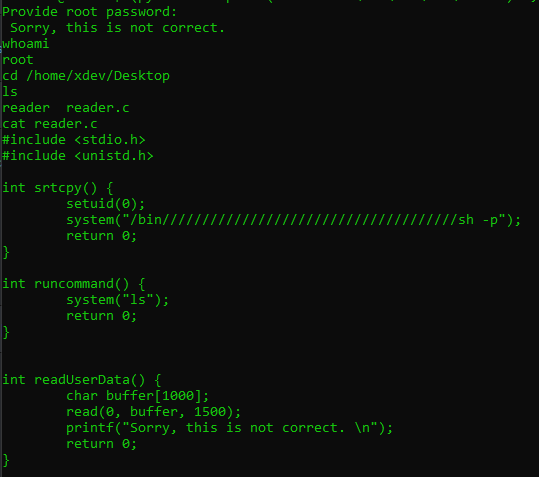 Provide root password:
 Sorry, this is not correct.
whoami
root
cd /home/xdev/Desktop
ls
reader  reader.c
cat reader.c
#include <stdio.h>
#include <unistd.h>

int srtcpy() {
        setuid(0);
        system("/bin/////////////////////////////////////sh -p");
        return 0;
}

int runcommand() {
        system("ls");
        return 0;
}

int readUserData() {
        char buffer[1000];
        read(0, buffer, 1500);
        printf("Sorry, this is not correct. \n");
        return 0;
}